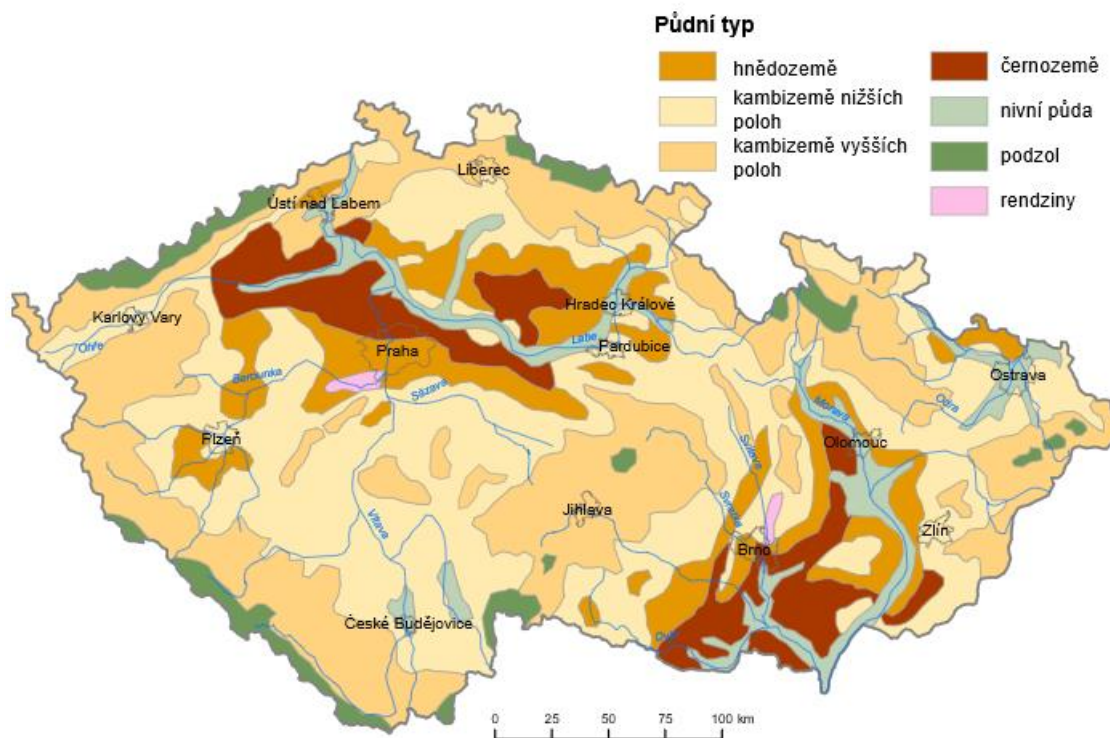 Půdní typ
hnědozemě
kambizemě nižších
poloh
kambizemě vyšších
poloh
černozemě
nivní půda
podzol
rendziny
Liberec
Ústí nad Labem
Karlovy Vary
Ohře
Hradec Králové
Labe
Pardubice
Praha
Berounka
Sázava
Plzeň
Vltava
Jihlava
České Budějovice
Svitava
Svratka
Brno
Dyje
Morava
Olomouc
Odra
Ostrava
Zlín
0 25 50 75 100 km